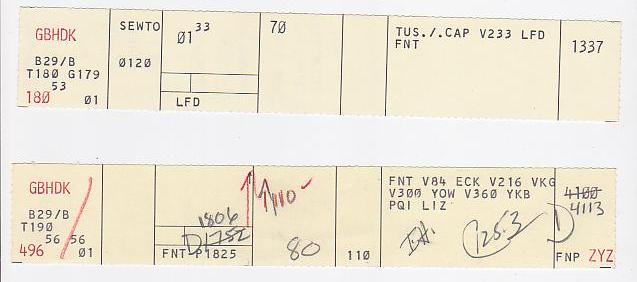 GBHDK
B29/B
T180 G179
53
180 01
SEWTO
0120
01 33
LFD
70
TUS./.CAP V233 LFD
FNT
1337
GBHDK
B29/B
T190
56 56
496 01
1806
D1752
FNT P1825
110
80
110
FNT V84 ECK V216 VKG
V300 YOW V360 YKB
PQI LIZ
125.3
4100
4113
FNP ZYZ